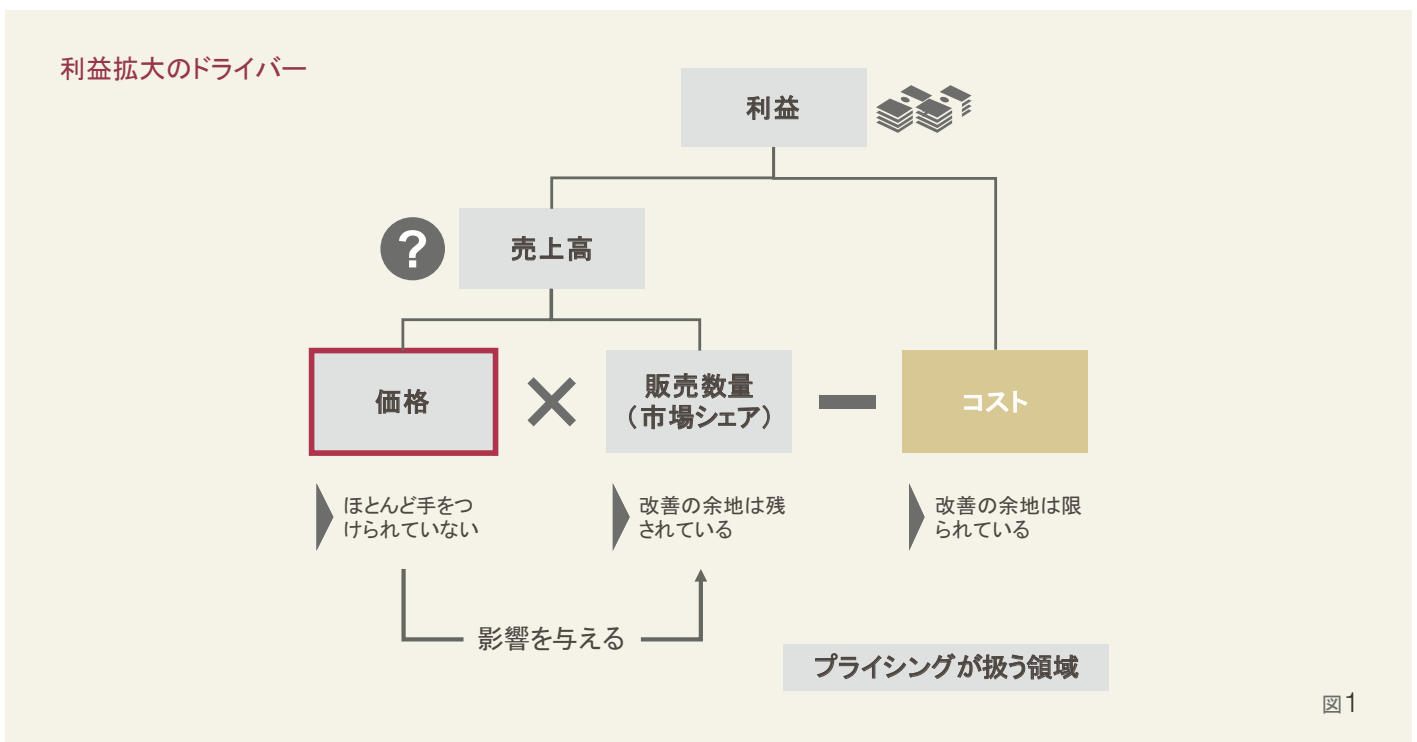 利益拡大のドライバー
利益
?
売上高
価格
販売数量
（市場シェア）
コスト
ほとんど手をつ
けられていない
改善の余地は残
されている
改善の余地は限
られている
影響を与える
プライシングが扱う領域
図1